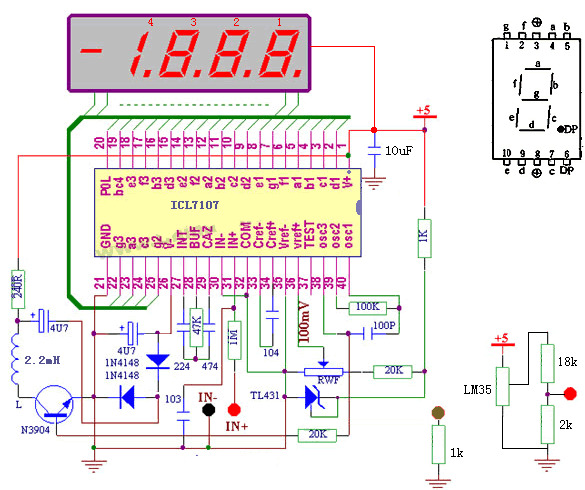 4 3 2 1
-1.8.8.8.
g f ⊕ a b
1 2 3 4 5
a
f b
g
e c
d DP
10 9 8 7 6
e d ⊕ c DP
+5
10uF
20 19 18 17 16 15 14 13 12 11 10 9 8 7 6 5 4 3 2 1
POL bc4 e3 f3 b3 d3 e2 f2 a2 b2 c2 d2 e1 g1 f1 a1 b1 c1 d1 V+
ICL7107
GND g3 a3 c3 g2 V- INT BUF CAZ IN- IN+ COM Cref- Cref+ Vref- vref+ TEST osc3 osc2 osc1
21 22 23 24 25 26 27 28 29 30 31 32 33 34 35 36 37 38 39 40
1K
240R
4U7
4U7
1N4148
1N4148
2.2mH
L
N3904
47K
224 474
103
1M
104
100mV
100K
100P
RWF
20K
TL431
IN-
IN+
20K
1k
+5
LM35
18k
2k